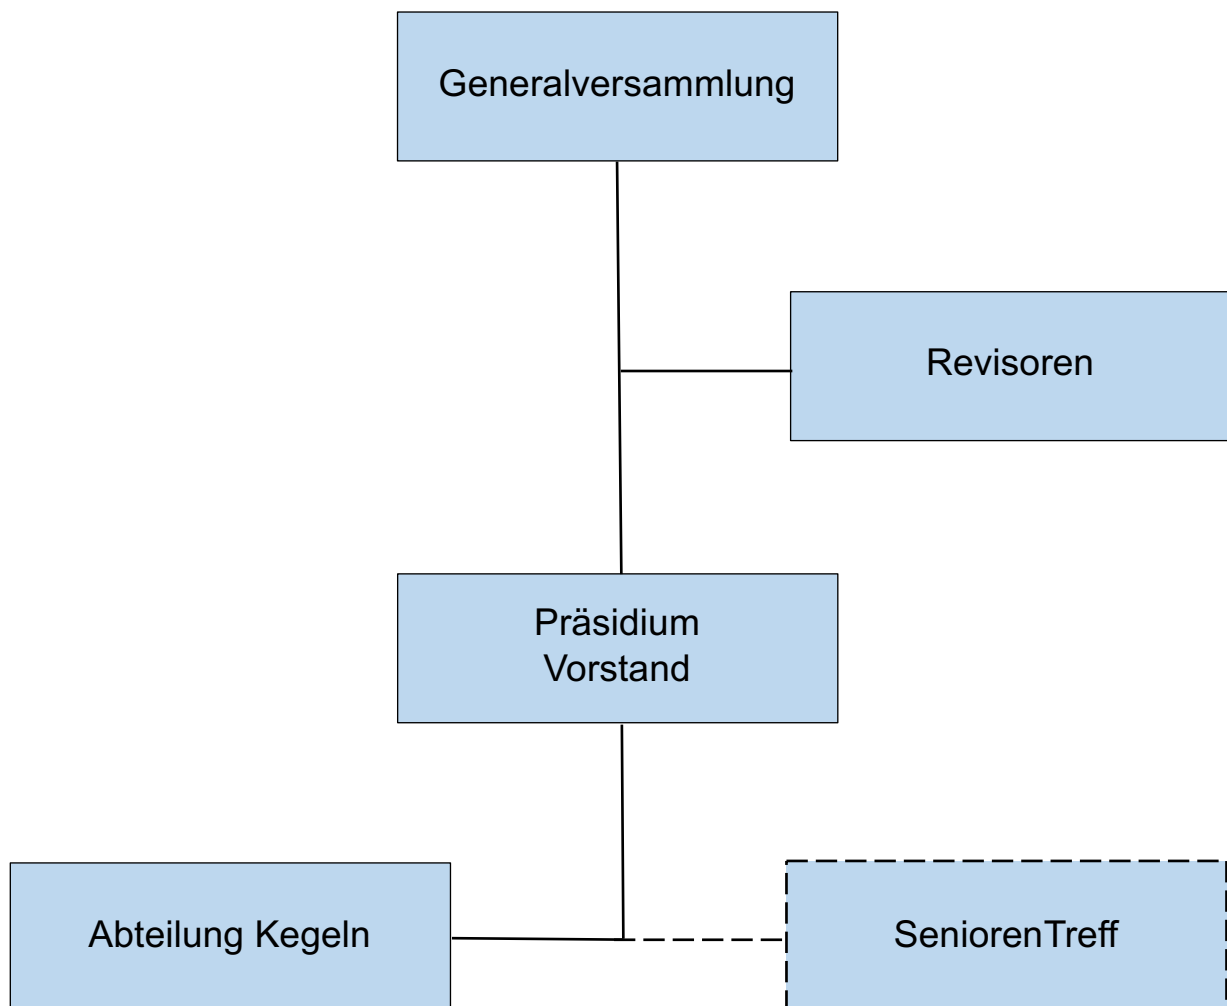 Generalversammlung
Revisoren
Präsidium
Vorstand
Abteilung Kegeln
SeniorenTreff